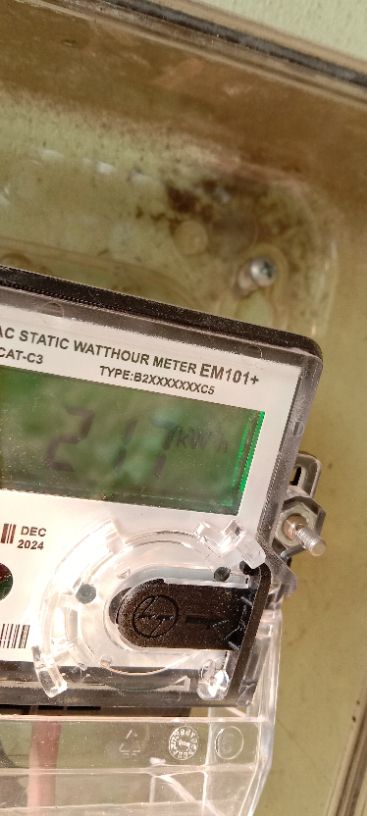 AC STATIC WATTHOUR METER EM101+
CAT-C3
TYPE:B2XXXXXXXC5
217 kWh
DEC
2024